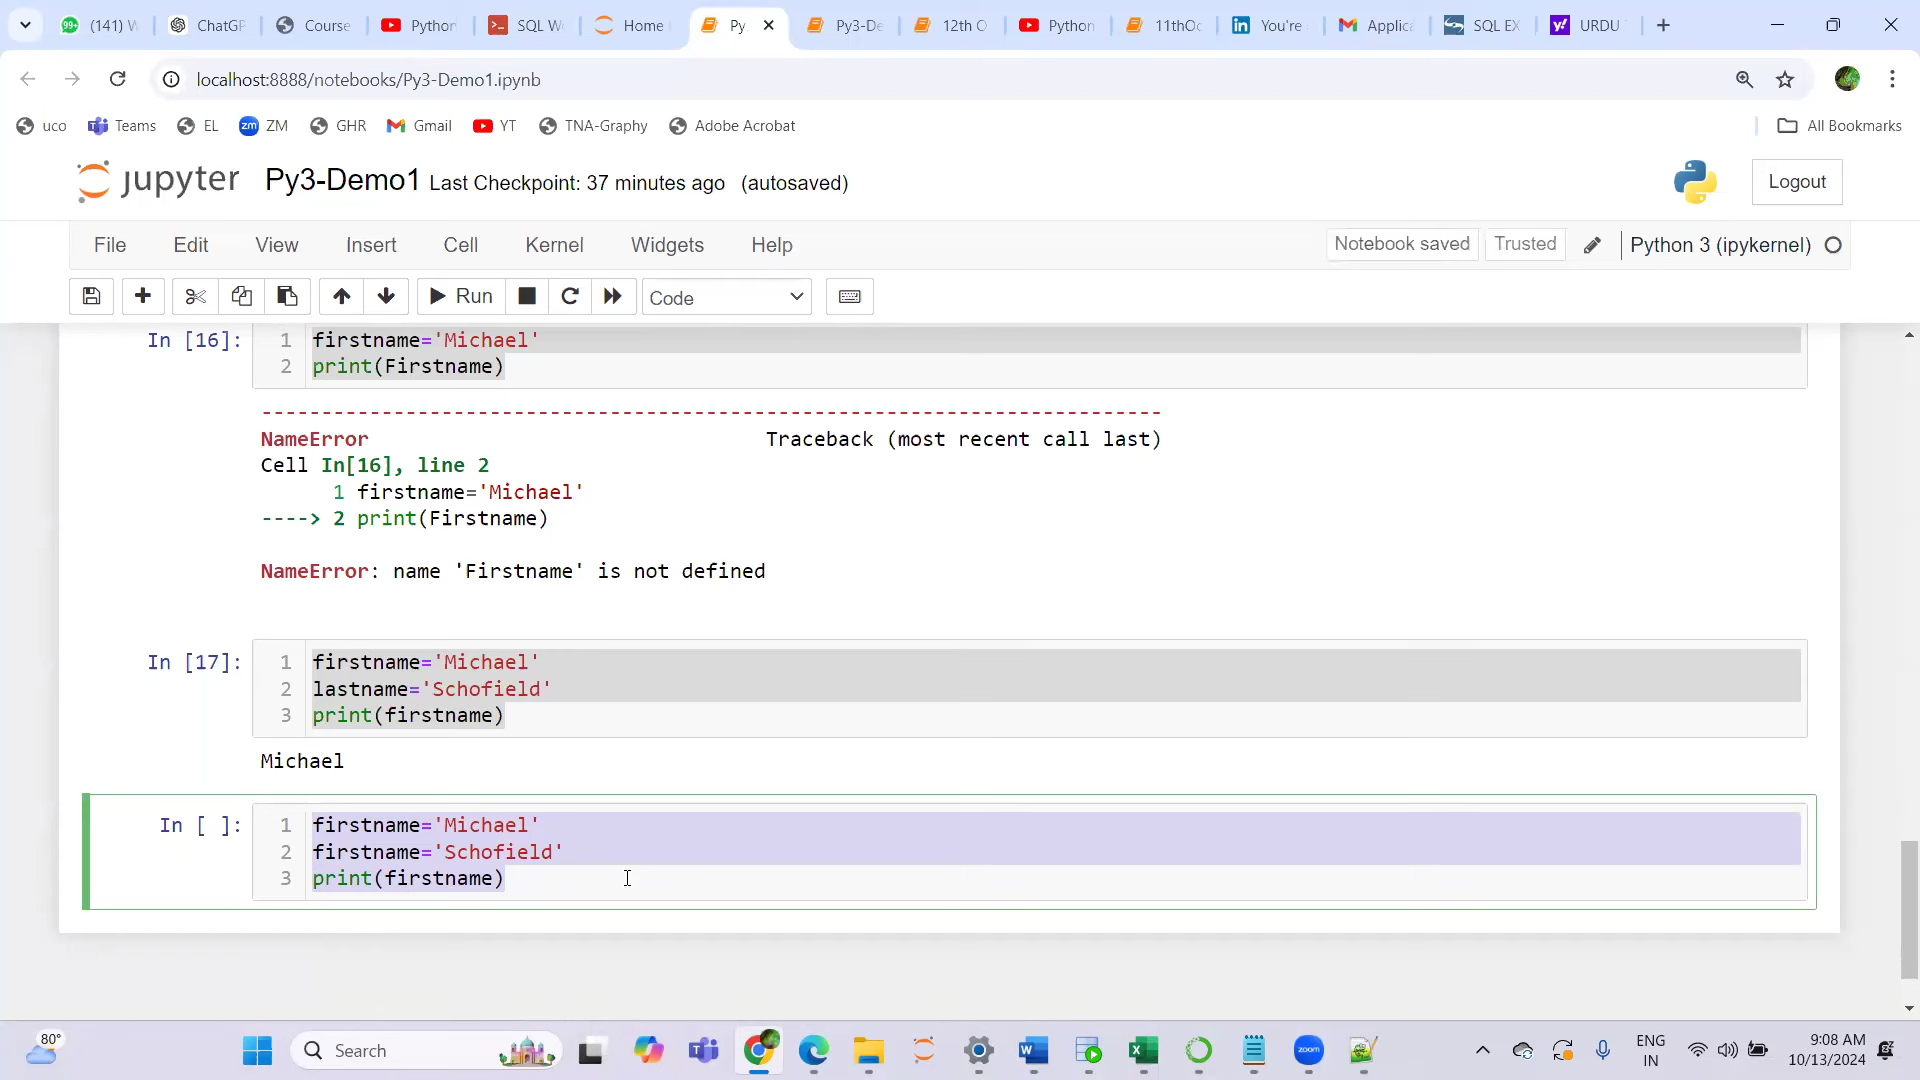 (141) W
ChatGP
Course
Python
SQL W
Home
Py
Py3-De
12th O
Python
11thOc
You're
Applica
SQL EX
URDU
localhost:8888/notebooks/Py3-Demo1.ipynb
uco
Teams
EL
zm ZM
GHR
Gmail
YT
TNA-Graphy
Adobe Acrobat
All Bookmarks
jupyter Py3-Demo1 Last Checkpoint: 37 minutes ago (autosaved)
Logout
File Edit View Insert Cell Kernel Widgets Help
Notebook saved
Trusted
Python 3 (ipykernel)
Run
Code
In [16]:
1 firstname='Michael'
2 print(Firstname)
---------------------------------------------------------------------------
NameError Traceback (most recent call last)
Cell In[16], line 2
1 firstname='Michael'
----> 2 print(Firstname)
NameError: name 'Firstname' is not defined
In [17]:
1 firstname='Michael'
2 lastname='Schofield'
3 print(firstname)
Michael
In [ ]:
1 firstname='Michael'
2 firstname='Schofield'
3 print(firstname)
80°
Search
zoom
ENG
IN
9:08 AM
10/13/2024